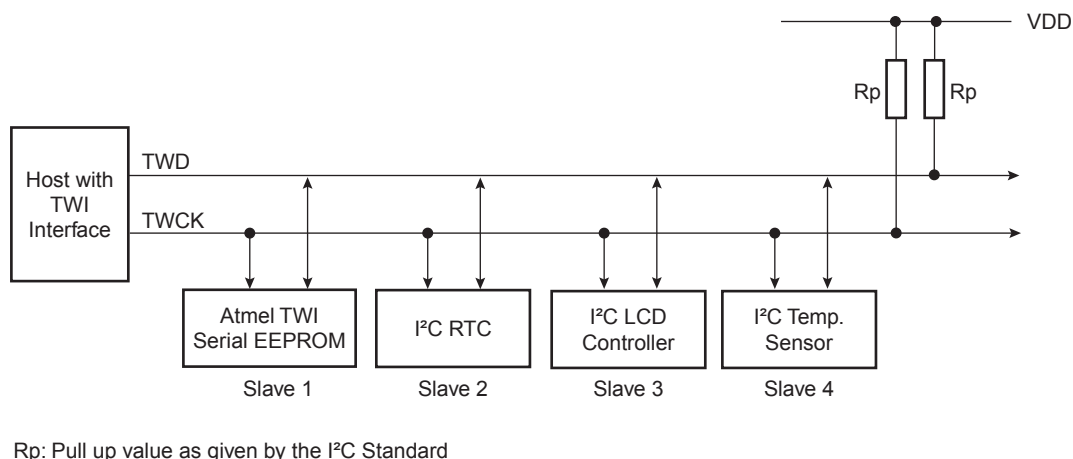 VDD
Rp
Rp
Host with
TWI
Interface
TWD
TWCK
Atmel TWI
Serial EEPROM
Slave 1
I²C RTC
Slave 2
I²C LCD
Controller
Slave 3
I²C Temp.
Sensor
Slave 4
Rp: Pull up value as given by the I²C Standard